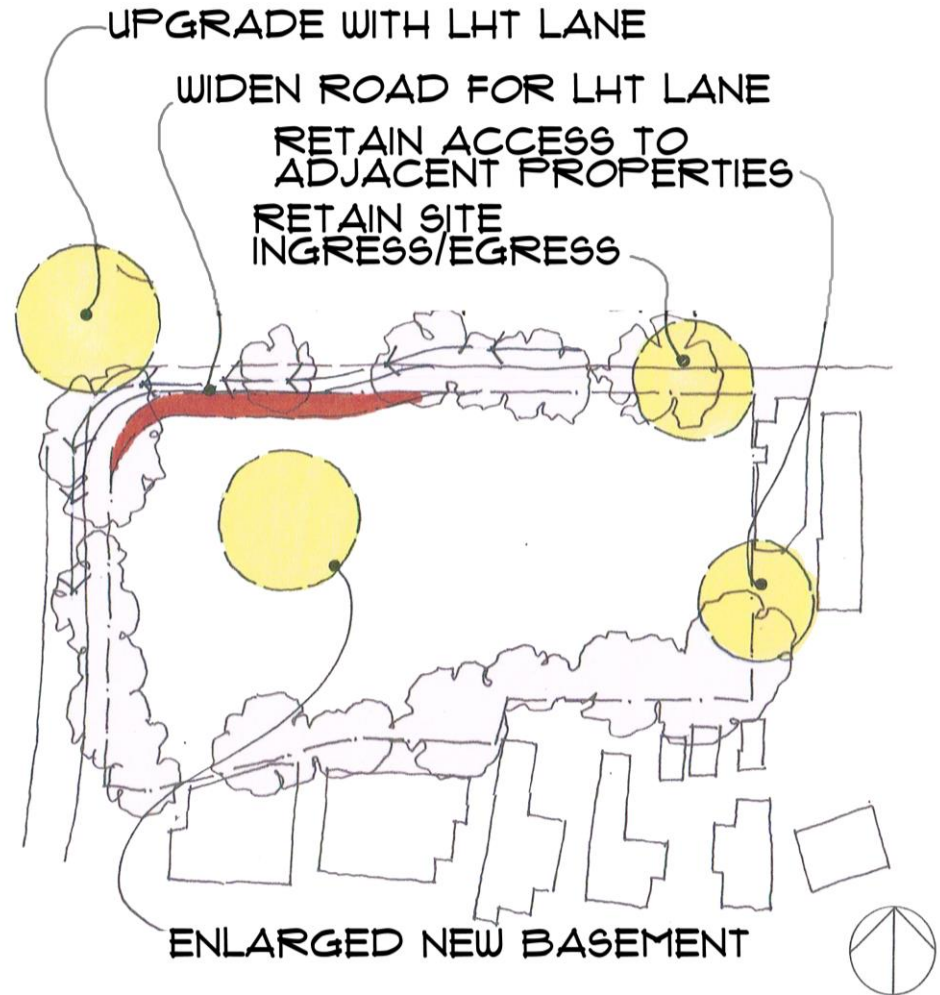 UPGRADE WITH LHT LANE
WIDEN ROAD FOR LHT LANE
RETAIN ACCESS TO
ADJACENT PROPERTIES
RETAIN SITE
INGRESS/EGRESS
ENLARGED NEW BASEMENT